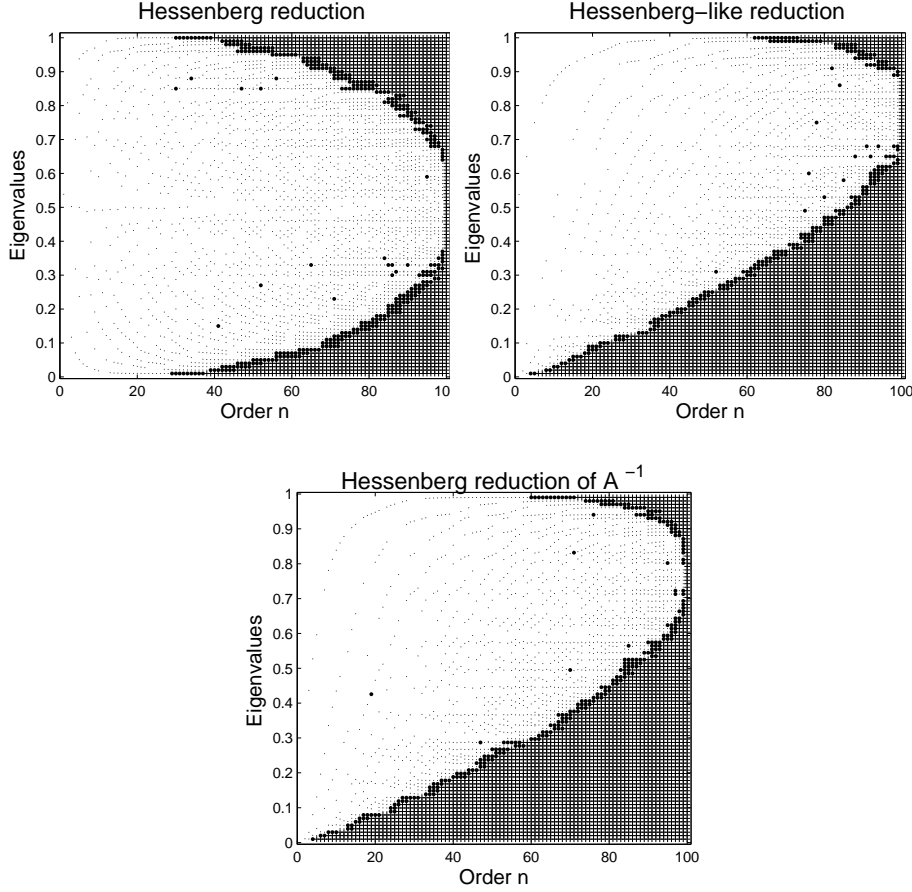 Hessenberg reduction
1
0.9
0.8
0.7
0.6
0.5
0.4
0.3
0.2
0.1
0
Eigenvalues
0 20 40 60 80 10
Order n
Hessenberg−like reduction
1
0.9
0.8
0.7
0.6
0.5
0.4
0.3
0.2
0.1
0
Eigenvalues
0 20 40 60 80 100
Order n
Hessenberg reduction of A⁻¹
1
0.9
0.8
0.7
0.6
0.5
0.4
0.3
0.2
0.1
0
Eigenvalues
0 20 40 60 80 100
Order n